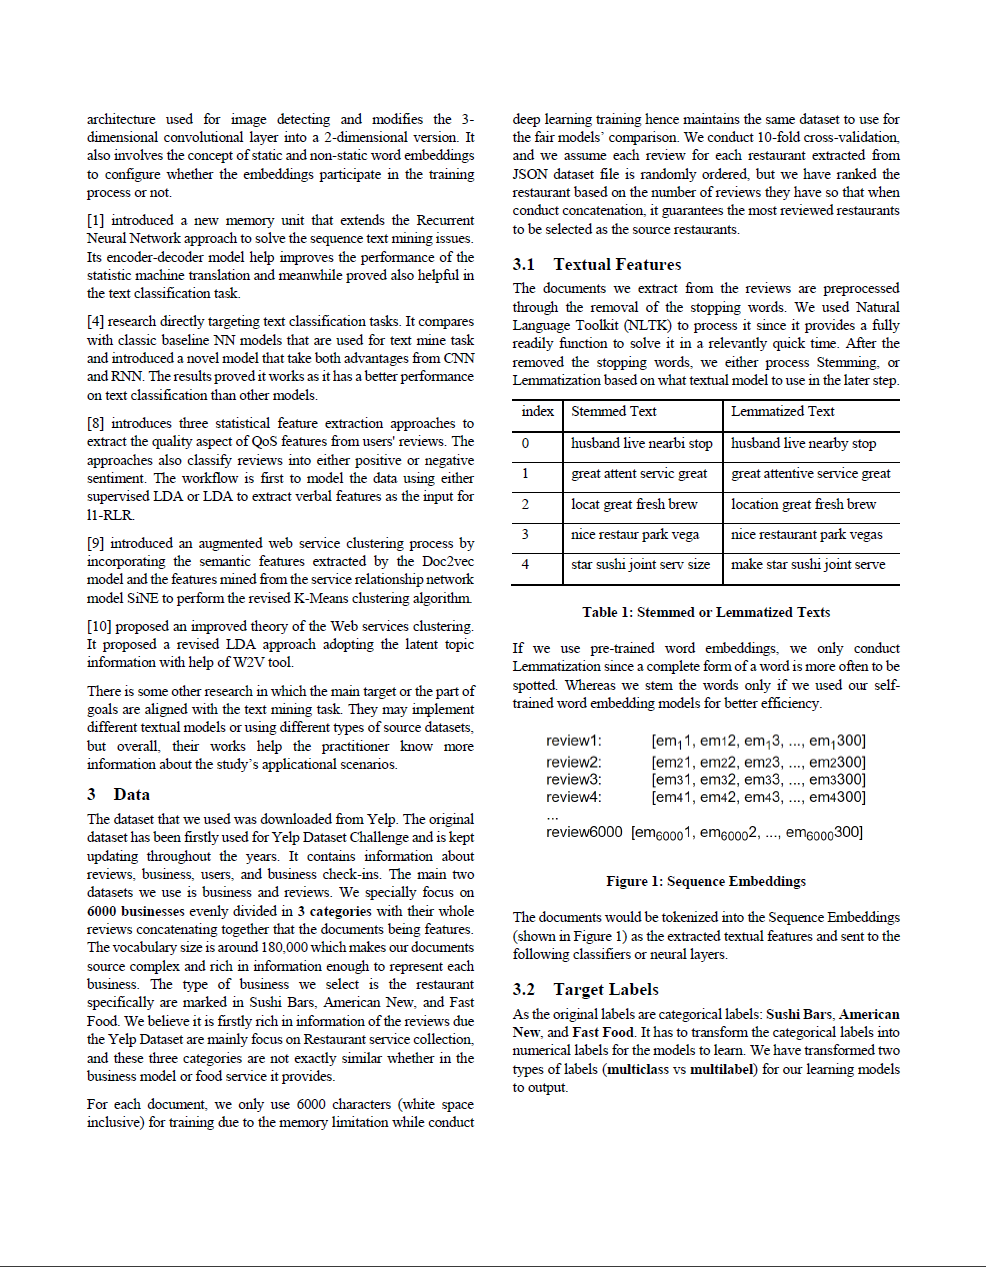 architecture used for image detecting and modifies the 3-
dimensional convolutional layer into a 2-dimensional version. It
also involves the concept of static and non-static word embeddings
to configure whether the embeddings participate in the training
process or not.
[1] introduced a new memory unit that extends the Recurrent
Neural Network approach to solve the sequence text mining issues.
Its encoder-decoder model help improves the performance of the
statistic machine translation and meanwhile proved also helpful in
the text classification task.
[4] research directly targeting text classification tasks. It compares
with classic baseline NN models that are used for text mine task
and introduced a novel model that take both advantages from CNN
and RNN. The results proved it works as it has a better performance
on text classification than other models.
[8] introduces three statistical feature extraction approaches to
extract the quality aspect of QoS features from users' reviews. The
approaches also classify reviews into either positive or negative
sentiment. The workflow is first to model the data using either
supervised LDA or LDA to extract verbal features as the input for
l1-RLR.
[9] introduced an augmented web service clustering process by
incorporating the semantic features extracted by the Doc2vec
model and the features mined from the service relationship network
model SiNE to perform the revised K-Means clustering algorithm.
[10] proposed an improved theory of the Web services clustering.
It proposed a revised LDA approach adopting the latent topic
information with help of W2V tool.
There is some other research in which the main target or the part of
goals are aligned with the text mining task. They may implement
different textual models or using different types of source datasets,
but overall, their works help the practitioner know more
information about the study's applicational scenarios.
3 Data
The dataset that we used was downloaded from Yelp. The original
dataset has been firstly used for Yelp Dataset Challenge and is kept
updating throughout the years. It contains information about
reviews, business, users, and business check-ins. The main two
datasets we use is business and reviews. We specially focus on
6000 businesses evenly divided in 3 categories with their whole
reviews concatenating together that the documents being features.
The vocabulary size is around 180,000 which makes our documents
source complex and rich in information enough to represent each
business. The type of business we select is the restaurant
specifically are marked in Sushi Bars, American New, and Fast
Food. We believe it is firstly rich in information of the reviews due
the Yelp Dataset are mainly focus on Restaurant service collection,
and these three categories are not exactly similar whether in the
business model or food service it provides.
For each document, we only use 6000 characters (white space
inclusive) for training due to the memory limitation while conduct
deep learning training hence maintains the same dataset to use for
the fair models' comparison. We conduct 10-fold cross-validation,
and we assume each review for each restaurant extracted from
JSON dataset file is randomly ordered, but we have ranked the
restaurant based on the number of reviews they have so that when
conduct concatenation, it guarantees the most reviewed restaurants
to be selected as the source restaurants.
3.1 Textual Features
The documents we extract from the reviews are preprocessed
through the removal of the stopping words. We used Natural
Language Toolkit (NLTK) to process it since it provides a fully
readily function to solve it in a relevantly quick time. After the
removed the stopping words, we either process Stemming, or
Lemmatization based on what textual model to use in the later step.
index Stemmed Text Lemmatized Text
0 husband live nearbi stop husband live nearby stop
1 great attent servic great great attentive service great
2 locat great fresh brew location great fresh brew
3 nice restaur park vega nice restaurant park vegas
4 star sushi joint serv size make star sushi joint serve
Table 1: Stemmed or Lemmatized Texts
If we use pre-trained word embeddings, we only conduct
Lemmatization since a complete form of a word is more often to be
spotted. Whereas we stem the words only if we used our self-
trained word embedding models for better efficiency.
review1: [em₁1, em12, em₁3, ..., em₁300]
review2: [em21, em22, em23, ..., em2300]
review3: [em31, em32, em33, ..., em3300]
review4: [em41, em42, em43, ..., em4300]
...
review6000 [em₆₀₀₀1, em₆₀₀₀2, ..., em₆₀₀₀300]
Figure 1: Sequence Embeddings
The documents would be tokenized into the Sequence Embeddings
(shown in Figure 1) as the extracted textual features and sent to the
following classifiers or neural layers.
3.2 Target Labels
As the original labels are categorical labels: Sushi Bars, American
New, and Fast Food. It has to transform the categorical labels into
numerical labels for the models to learn. We have transformed two
types of labels (multiclass vs multilabel) for our learning models
to output.